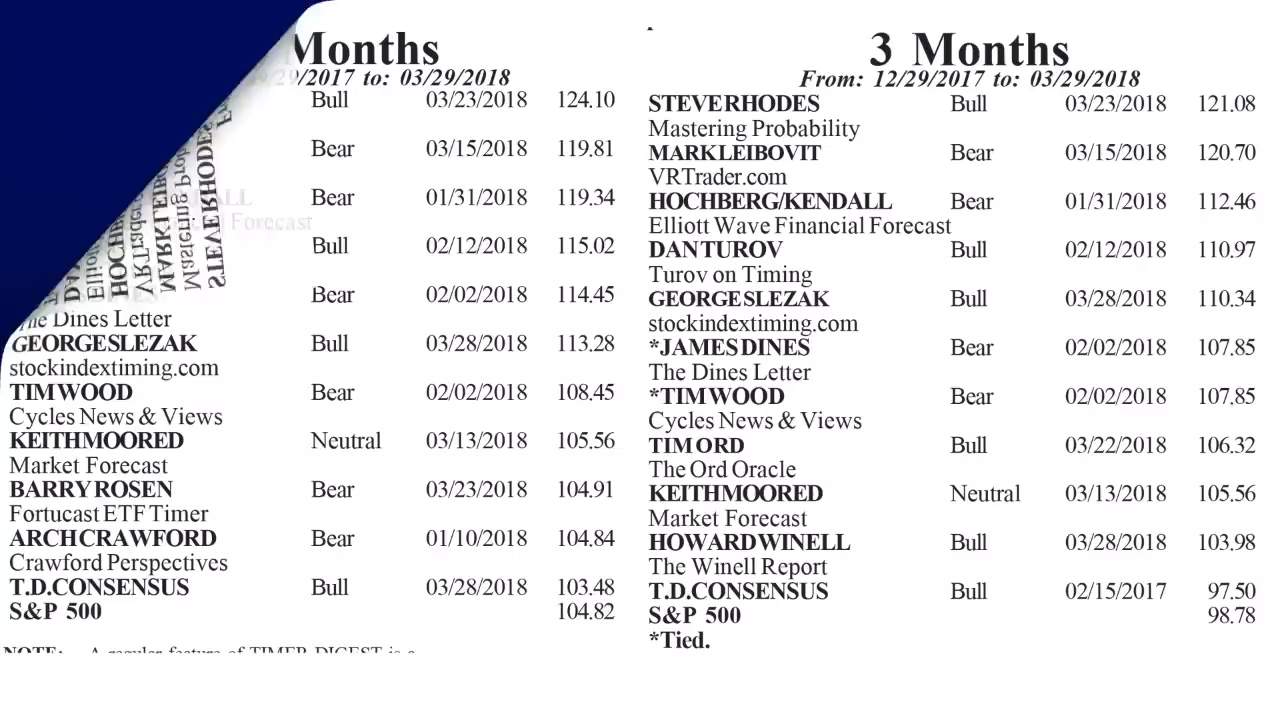 Months
29/2017 to: 03/29/2018
Bull 03/23/2018 124.10
Bear 03/15/2018 119.81
Bear 01/31/2018 119.34
Forecast
Bull 02/12/2018 115.02
Bear 02/02/2018 114.45
The Dines Letter
GEORGE SLEZAK Bull 03/28/2018 113.28
stockindextiming.com
TIM WOOD Bear 02/02/2018 108.45
Cycles News & Views
KEITH MOORED Neutral 03/13/2018 105.56
Market Forecast
BARRY ROSEN Bear 03/23/2018 104.91
Fortucast ETF Timer
ARCH CRAWFORD Bear 01/10/2018 104.84
Crawford Perspectives
T.D. CONSENSUS Bull 03/28/2018 103.48
S&P 500 104.82
NOTE: A regular feature of TIMER DIGEST is a
STEVE RHODES
Mastering Prob
MARK LEIB
VRTrader
HOCHB
Ellio
3 Months
From: 12/29/2017 to: 03/29/2018
STEVE RHODES Bull 03/23/2018 121.08
Mastering Probability
MARK LEIBOVIT Bear 03/15/2018 120.70
VRTrader.com
HOCHBERG/KENDALL Bear 01/31/2018 112.46
Elliott Wave Financial Forecast
DAN TUROV Bull 02/12/2018 110.97
Turov on Timing
GEORGE SLEZAK Bull 03/28/2018 110.34
stockindextiming.com
*JAMES DINES Bear 02/02/2018 107.85
The Dines Letter
*TIM WOOD Bear 02/02/2018 107.85
Cycles News & Views
TIM ORD Bull 03/22/2018 106.32
The Ord Oracle
KEITH MOORED Neutral 03/13/2018 105.56
Market Forecast
HOWARD WINELL Bull 03/28/2018 103.98
The Winell Report
T.D. CONSENSUS Bull 02/15/2017 97.50
S&P 500 98.78
*Tied.